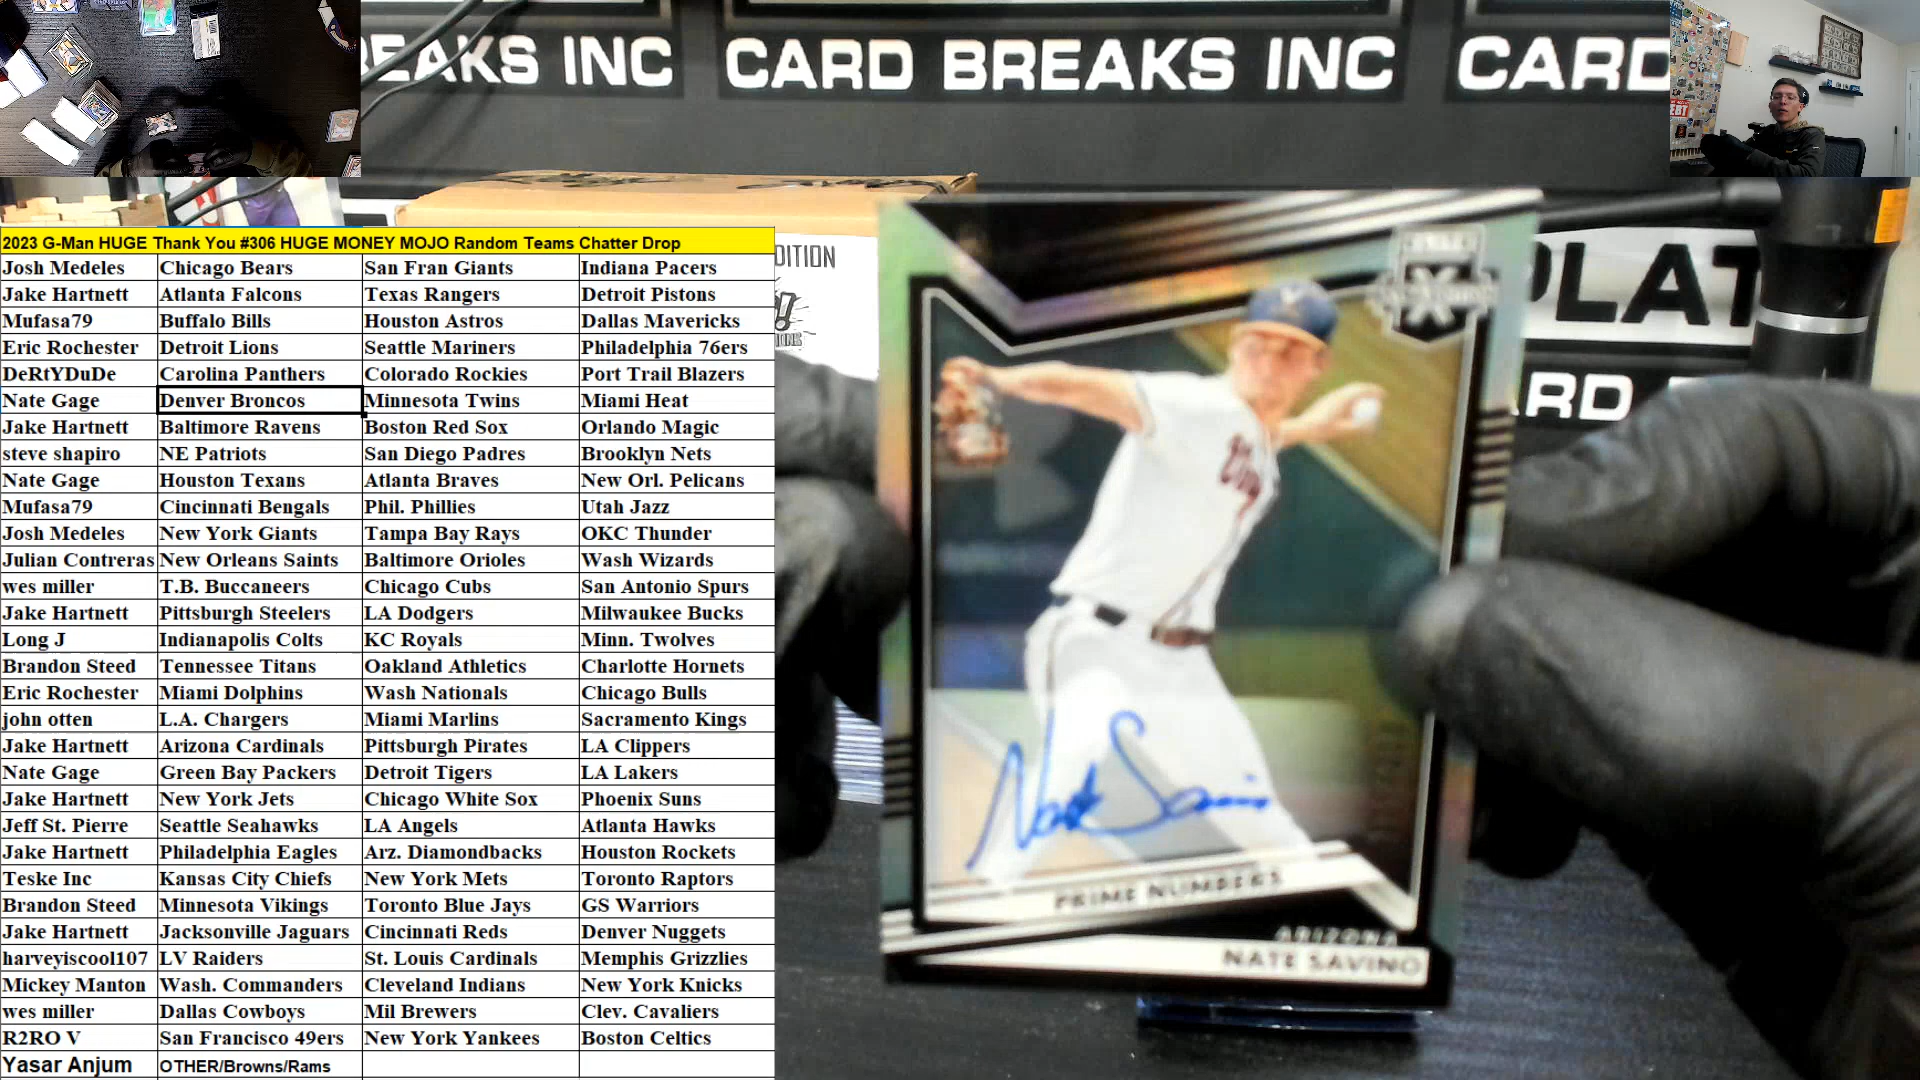 EAKS INC
CARD BREAKS INC
CARD
DITION
PLAT
ARD
2023 G-Man HUGE Thank You #306 HUGE MONEY MOJO Random Teams Chatter Drop
Josh Medeles Chicago Bears San Fran Giants Indiana Pacers
Jake Hartnett Atlanta Falcons Texas Rangers Detroit Pistons
Mufasa79 Buffalo Bills Houston Astros Dallas Mavericks
Eric Rochester Detroit Lions Seattle Mariners Philadelphia 76ers
DeRtYDuDe Carolina Panthers Colorado Rockies Port Trail Blazers
Nate Gage Denver Broncos Minnesota Twins Miami Heat
Jake Hartnett Baltimore Ravens Boston Red Sox Orlando Magic
steve shapiro NE Patriots San Diego Padres Brooklyn Nets
Nate Gage Houston Texans Atlanta Braves New Orl. Pelicans
Mufasa79 Cincinnati Bengals Phil. Phillies Utah Jazz
Josh Medeles New York Giants Tampa Bay Rays OKC Thunder
Julian Contreras New Orleans Saints Baltimore Orioles Wash Wizards
wes miller T.B. Buccaneers Chicago Cubs San Antonio Spurs
Jake Hartnett Pittsburgh Steelers LA Dodgers Milwaukee Bucks
Long J Indianapolis Colts KC Royals Minn. Twolves
Brandon Steed Tennessee Titans Oakland Athletics Charlotte Hornets
Eric Rochester Miami Dolphins Wash Nationals Chicago Bulls
john otten L.A. Chargers Miami Marlins Sacramento Kings
Jake Hartnett Arizona Cardinals Pittsburgh Pirates LA Clippers
Nate Gage Green Bay Packers Detroit Tigers LA Lakers
Jake Hartnett New York Jets Chicago White Sox Phoenix Suns
Jeff St. Pierre Seattle Seahawks LA Angels Atlanta Hawks
Jake Hartnett Philadelphia Eagles Arz. Diamondbacks Houston Rockets
Teske Inc Kansas City Chiefs New York Mets Toronto Raptors
Brandon Steed Minnesota Vikings Toronto Blue Jays GS Warriors
Jake Hartnett Jacksonville Jaguars Cincinnati Reds Denver Nuggets
harveyiscool107 LV Raiders St. Louis Cardinals Memphis Grizzlies
Mickey Manton Wash. Commanders Cleveland Indians New York Knicks
wes miller Dallas Cowboys Mil Brewers Clev. Cavaliers
R2RO V San Francisco 49ers New York Yankees Boston Celtics
Yasar Anjum OTHER/Browns/Rams
Nate Savino
PRIME NUMBERS
ARIZONA
NATE SAVINO